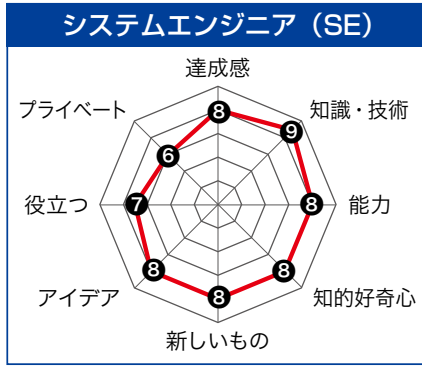 システムエンジニア（SE）
達成感
プライベート
知識・技術
8
9
6
役立つ
7
8
能力
アイデア
8
8
知的好奇心
8
新しいもの